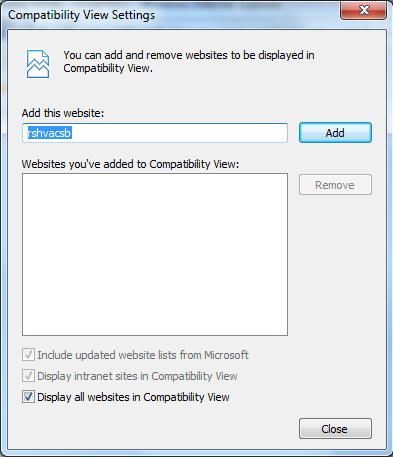 Compatibility View Settings
You can add and remove websites to be displayed in
Compatibility View.
Add this website:
rshvacsb
Add
Websites you've added to Compatibility View:
Remove
Include updated website lists from Microsoft
Display intranet sites in Compatibility View
Display all websites in Compatibility View
Close